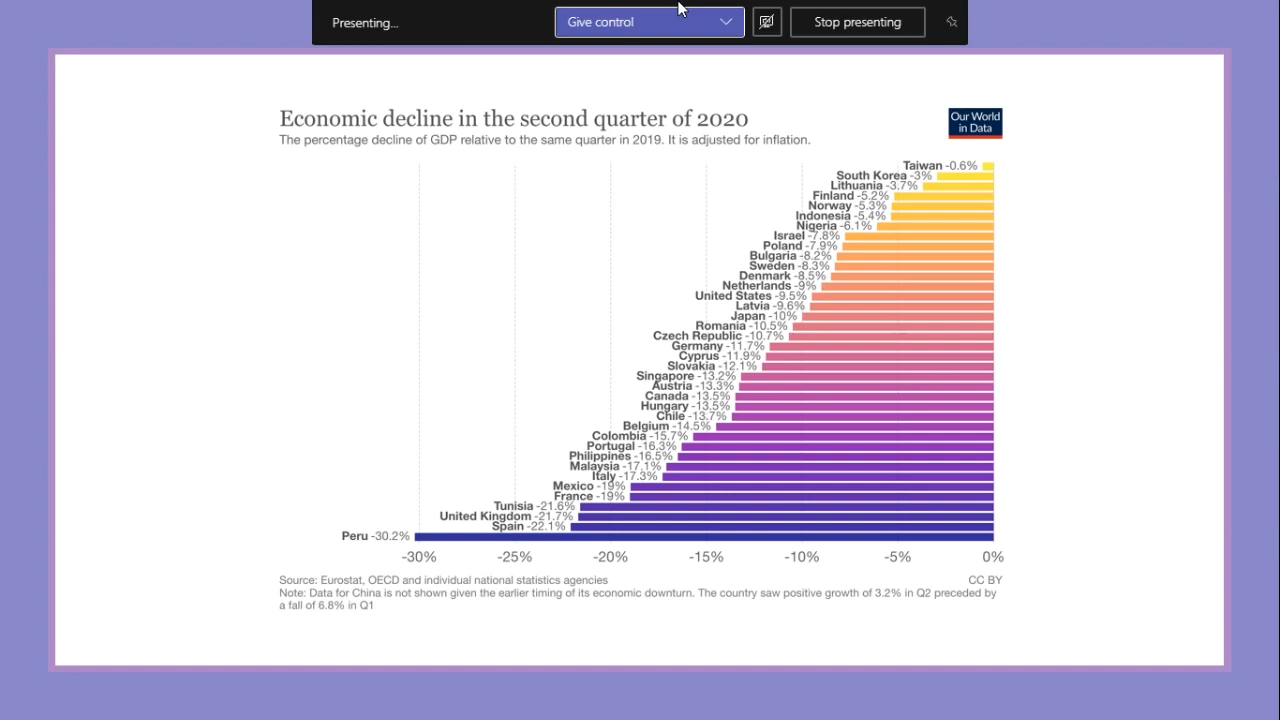 Presenting...
Give control
Stop presenting
Economic decline in the second quarter of 2020
The percentage decline of GDP relative to the same quarter in 2019. It is adjusted for inflation.
Our World
in Data
Taiwan -0.6%
South Korea -3%
Lithuania -3.7%
Finland -5.2%
Norway -5.3%
Indonesia -5.4%
Nigeria -6.1%
Israel -7.8%
Poland -7.9%
Bulgaria -8.2%
Sweden -8.3%
Denmark -8.5%
Netherlands -9%
United States -9.5%
Latvia -9.6%
Japan -10%
Romania -10.5%
Czech Republic -10.7%
Germany -11.7%
Cyprus -11.9%
Slovakia -12.1%
Singapore -13.2%
Austria -13.3%
Canada -13.5%
Hungary -13.5%
Chile -13.7%
Belgium -14.5%
Colombia -15.7%
Portugal -16.3%
Philippines -16.5%
Malaysia -17.1%
Italy -17.3%
Mexico -19%
France -19%
Tunisia -21.6%
United Kingdom -21.7%
Spain -22.1%
Peru -30.2%
-30% -25% -20% -15% -10% -5% 0%
Source: Eurostat, OECD and individual national statistics agencies
CC BY
Note: Data for China is not shown given the earlier timing of its economic downturn. The country saw positive growth of 3.2% in Q2 preceded by
a fall of 6.8% in Q1